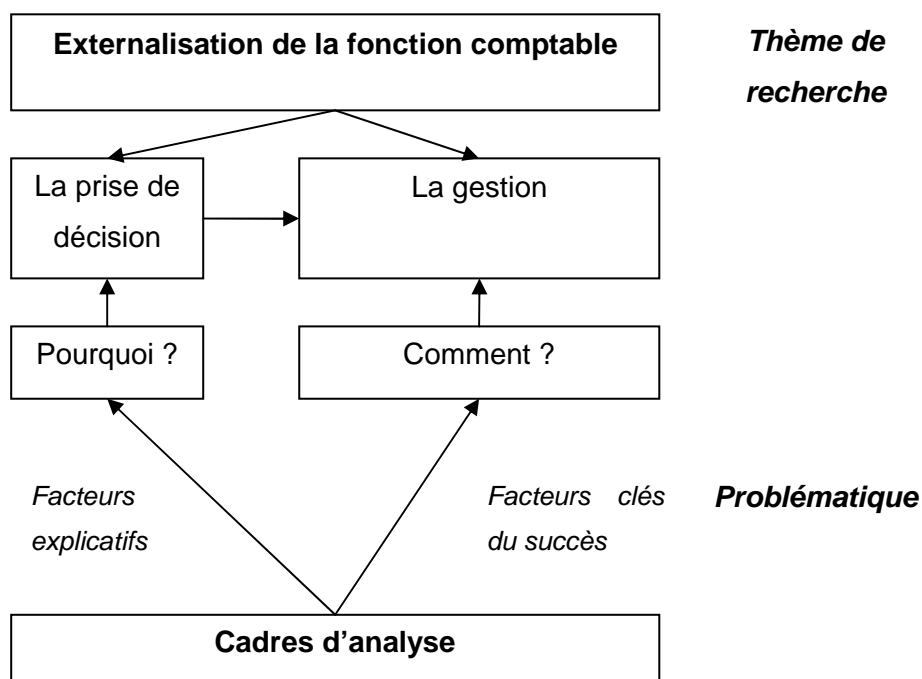 Externalisation de la fonction comptable
Thème de
recherche
La prise de
décision
La gestion
Pourquoi ?
Comment ?
Facteurs
explicatifs
Facteurs clés
du succès
Problématique
Cadres d’analyse